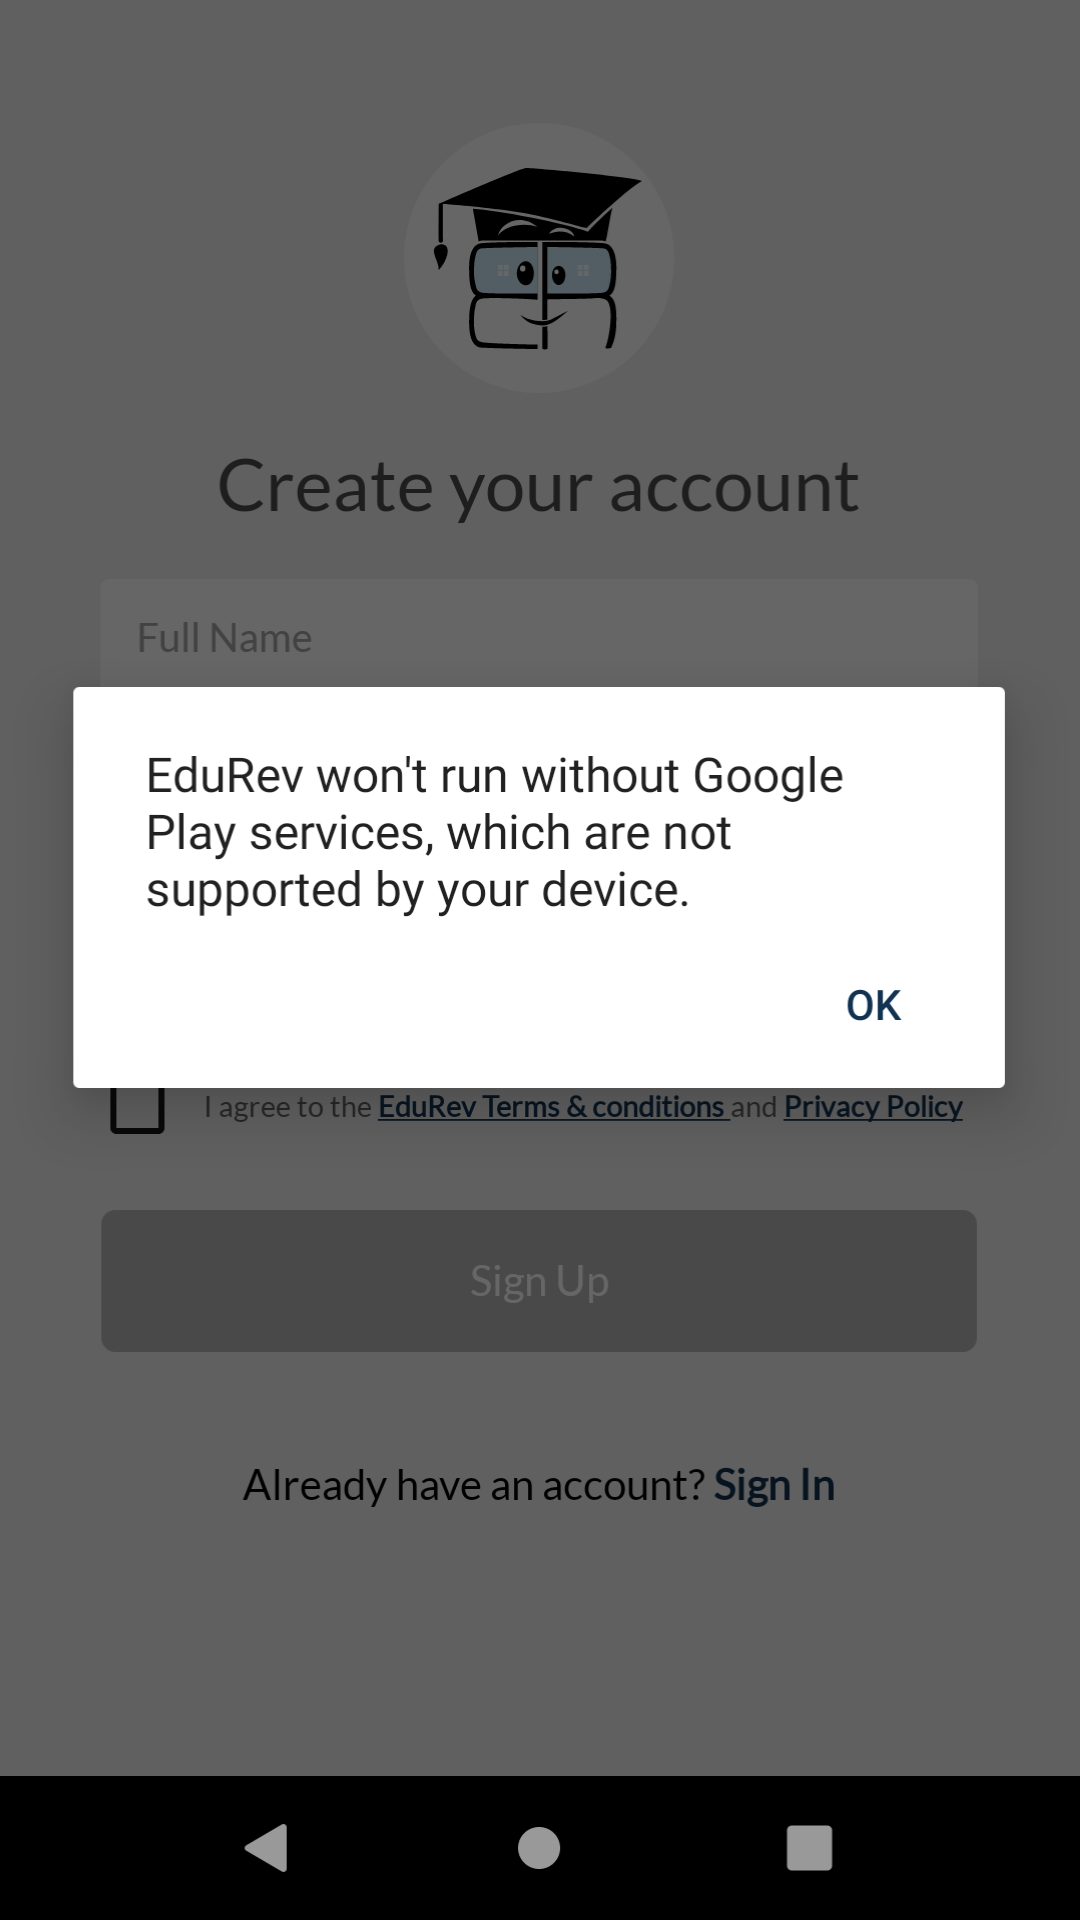 Create your account
Full Name
EduRev won't run without Google
Play services, which are not
supported by your device.
OK
I agree to the EduRev Terms & conditions and Privacy Policy
Sign Up
Already have an account? Sign In